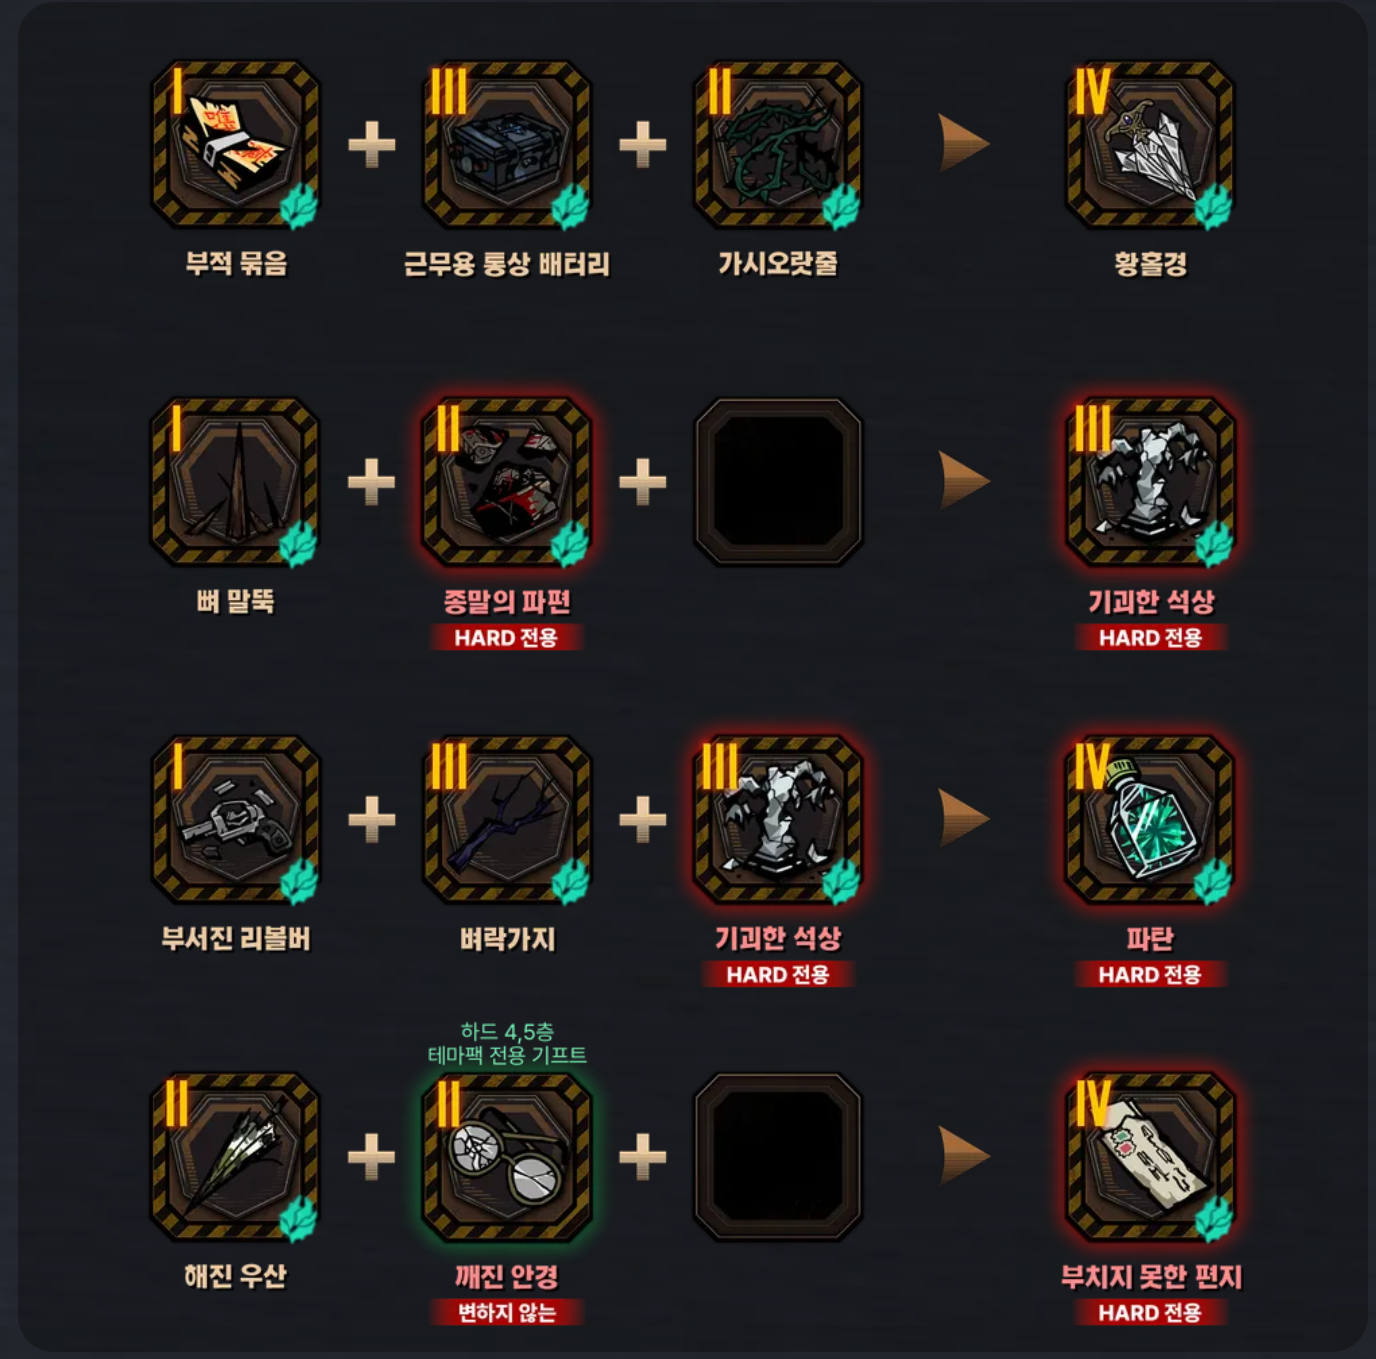 I
III
II
IV
부적 묶음
근무용 통상 배터리
가시오랏줄
황홀경
I
II
III
뼈 말뚝
종말의 파편
기괴한 석상
HARD 전용
HARD 전용
I
III
III
IV
부서진 리볼버
벼락가지
기괴한 석상
파탄
HARD 전용
HARD 전용
하드 4,5층
테마팩 전용 기프트
II
II
IV
해진 우산
깨진 안경
부치지 못한 편지
변하지 않는
HARD 전용